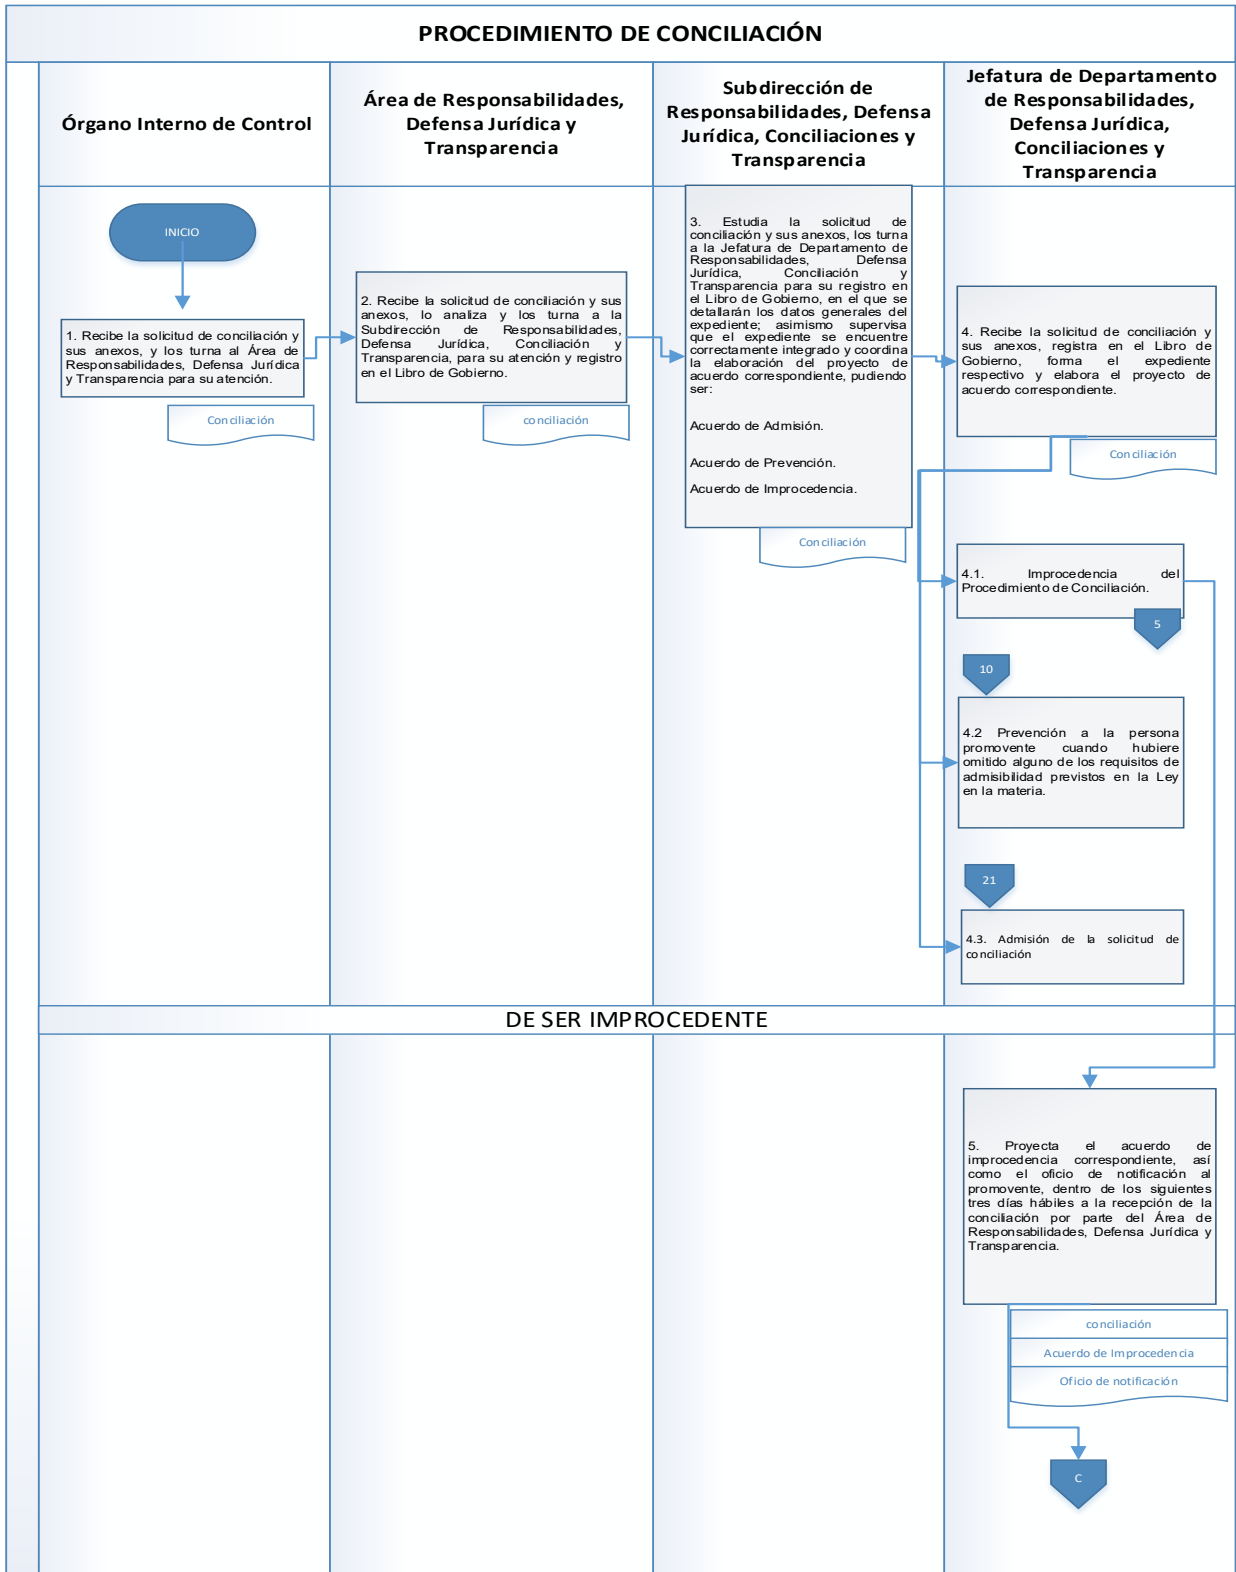 PROCEDIMIENTO DE CONCILIACIÓN
Órgano Interno de Control
Área de Responsabilidades,
Defensa Jurídica y
Transparencia
Subdirección de
Responsabilidades, Defensa
Jurídica, Conciliaciones y
Transparencia
Jefatura de Departamento
de Responsabilidades,
Defensa Jurídica,
Conciliaciones y
Transparencia
INICIO
1. Recibe la solicitud de conciliación y
sus anexos, y los turna al Área de
Responsabilidades, Defensa Jurídica
y Transparencia para su atención.
Conciliación
2. Recibe la solicitud de conciliación y sus
anexos, lo analiza y los turna a la
Subdirección de Responsabilidades,
Defensa Jurídica, Conciliación y
Transparencia, para su atención y registro
en el Libro de Gobierno.
conciliación
3. Estudia la solicitud de
conciliación y sus anexos, los turna
a la Jefatura de Departamento de
Responsabilidades, Defensa
Jurídica, Conciliación y
Transparencia para su registro en
el Libro de Gobierno, en el que se
detallarán los datos generales del
expediente; asimismo supervisa
que el expediente se encuentre
correctamente integrado y coordina
la elaboración del proyecto de
acuerdo correspondiente, pudiendo
ser:
Acuerdo de Admisión.
Acuerdo de Prevención.
Acuerdo de Improcedencia.
Conciliación
4. Recibe la solicitud de conciliación y
sus anexos, registra en el Libro de
Gobierno, forma el expediente
respectivo y elabora el proyecto de
acuerdo correspondiente.
Conciliación
4.1. Improcedencia del
Procedimiento de Conciliación.
5
10
4.2 Prevención a la persona
promovente cuando hubiere
omitido alguno de los requisitos de
admisibilidad previstos en la Ley
en la materia.
21
4.3. Admisión de la solicitud de
conciliación
DE SER IMPROCEDENTE
5. Proyecta el acuerdo de
improcedencia correspondiente, así
como el oficio de notificación al
promovente, dentro de los siguientes
tres días hábiles a la recepción de la
conciliación por parte del Área de
Responsabilidades, Defensa Jurídica y
Transparencia.
conciliación
Acuerdo de Improcedencia
Oficio de notificación
C